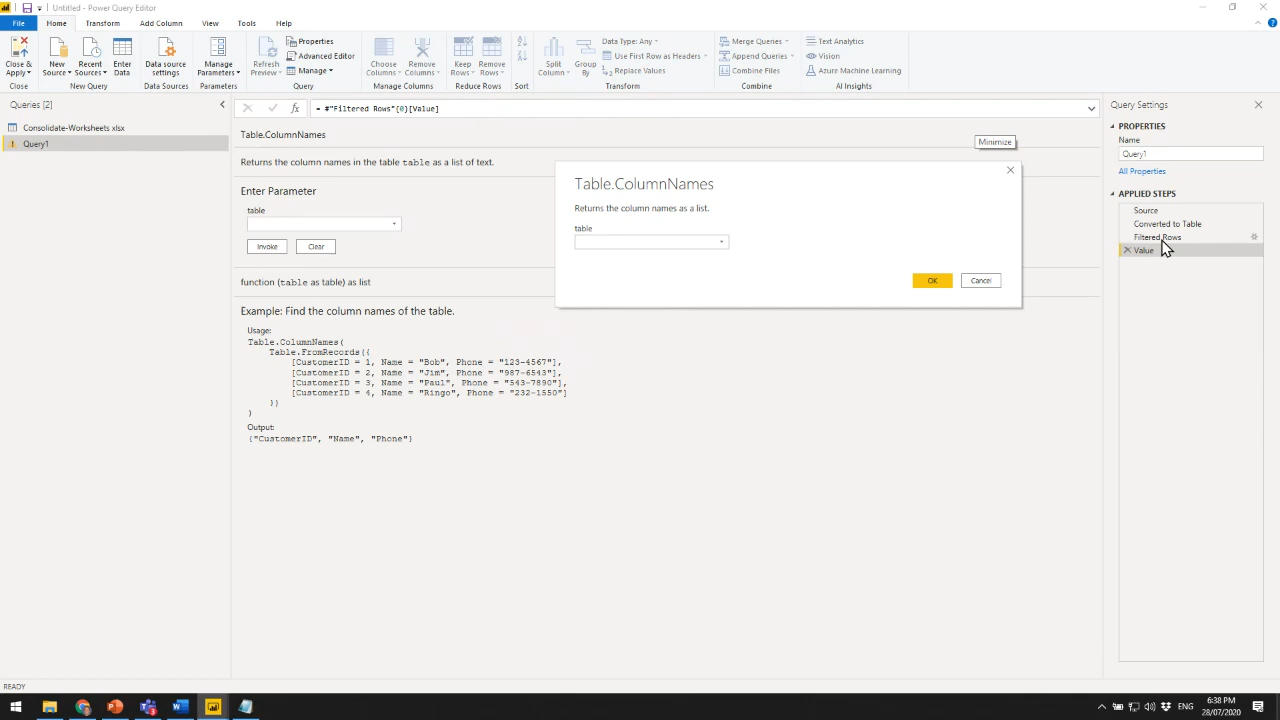 Untitled - Power Query Editor
File
Home
Transform
Add Column
View
Tools
Help
Close &
Apply
New
Source
Recent
Sources
Enter
Data
Data source
settings
Manage
Parameters
Refresh
Preview
Properties
Advanced Editor
Manage
Choose
Columns
Remove
Columns
Keep
Rows
Remove
Rows
Split
Column
Group
By
Data Type: Any
Use First Row as Headers
Replace Values
Merge Queries
Append Queries
Combine Files
Text Analytics
Vision
Azure Machine Learning
Close
New Query
Data Sources
Parameters
Query
Manage Columns
Reduce Rows
Sort
Transform
Combine
AI Insights
Queries [2]
Consolidate-Worksheets xlsx
Query1
= #"Filtered Rows"{0}[Value]
Table.ColumnNames
Returns the column names in the table table as a list of text.
Enter Parameter
table
Invoke
Clear
function (table as table) as list
Example: Find the column names of the table.
Usage:
Table.ColumnNames(
Table.FromRecords({
[CustomerID = 1, Name = "Bob", Phone = "123-4567"],
[CustomerID = 2, Name = "Jim", Phone = "987-6543"],
[CustomerID = 3, Name = "Paul", Phone = "543-7890"],
[CustomerID = 4, Name = "Ringo", Phone = "232-1550"]
})
)
Output:
{"CustomerID", "Name", "Phone"}
Minimize
Table.ColumnNames
Returns the column names as a list.
table
OK
Cancel
Query Settings
PROPERTIES
Name
Query1
All Properties
APPLIED STEPS
Source
Converted to Table
Filtered Rows
Value
READY
ENG
6:38 PM
28/07/2020